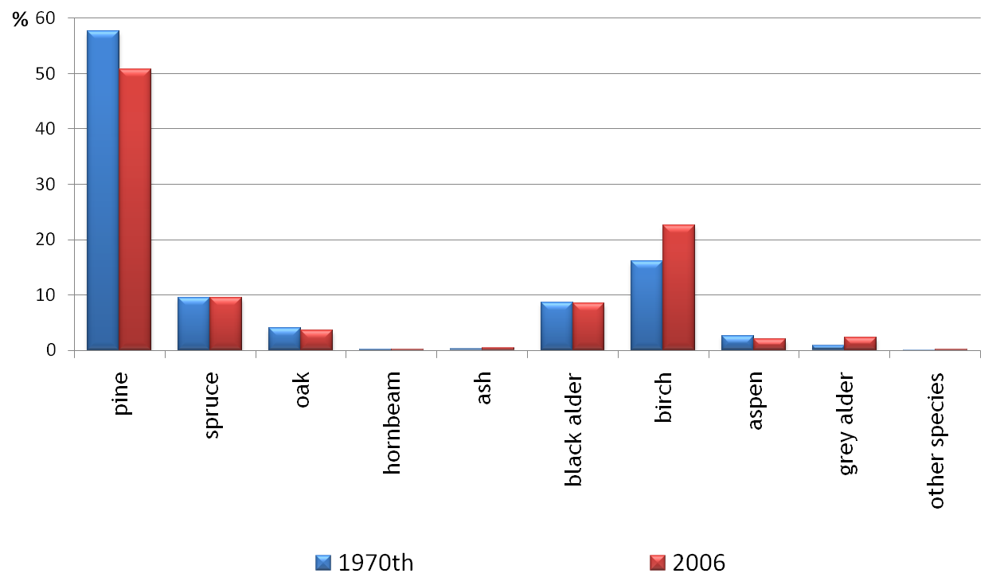 %
60
50
40
30
20
10
0
pine
spruce
oak
hornbeam
ash
black alder
birch
aspen
grey alder
other species
1970th
2006